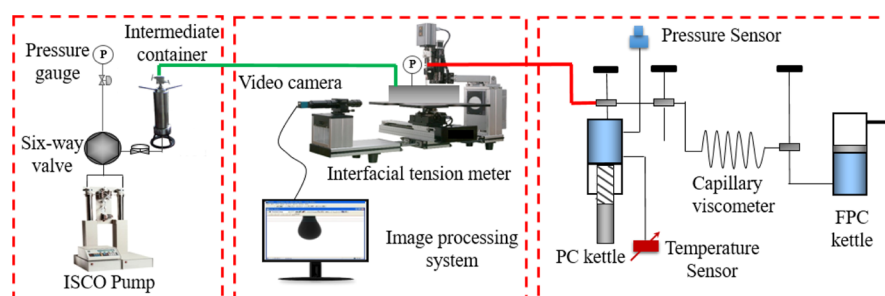 Intermediate
container
Pressure
gauge
P
Six-way
valve
ISCO Pump
P
Video camera
Interfacial tension meter
Image processing
system
Pressure Sensor
Capillary
viscometer
FPC
kettle
PC kettle
Temperature
Sensor